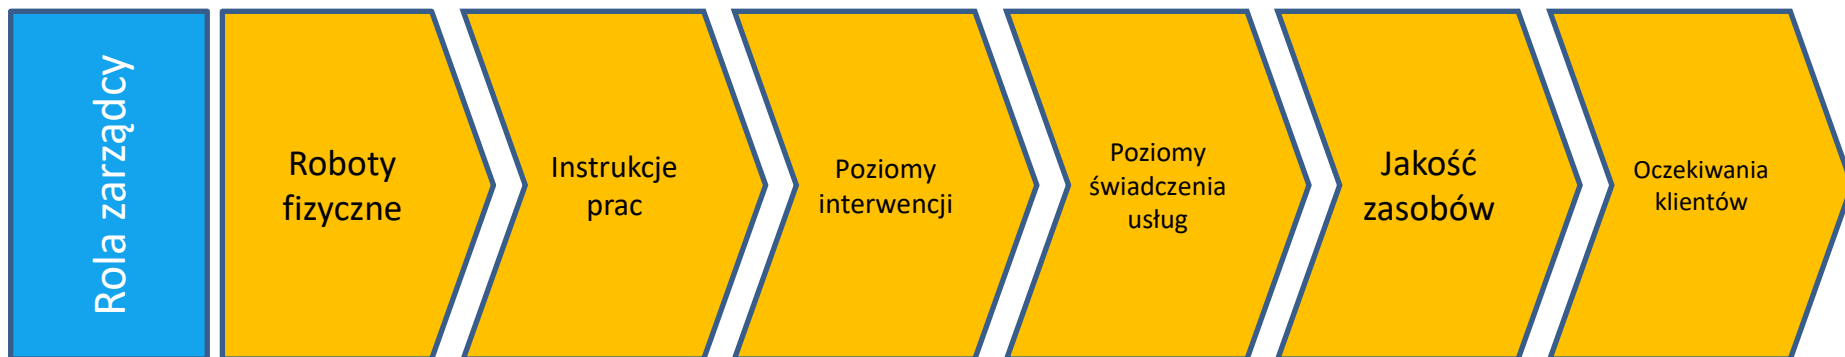 Rola zarządcy
Roboty
fizyczne
Instrukcje
prac
Poziomy
interwencji
Poziomy
świadczenia
usług
Jakość
zasobów
Oczekiwania
klientów